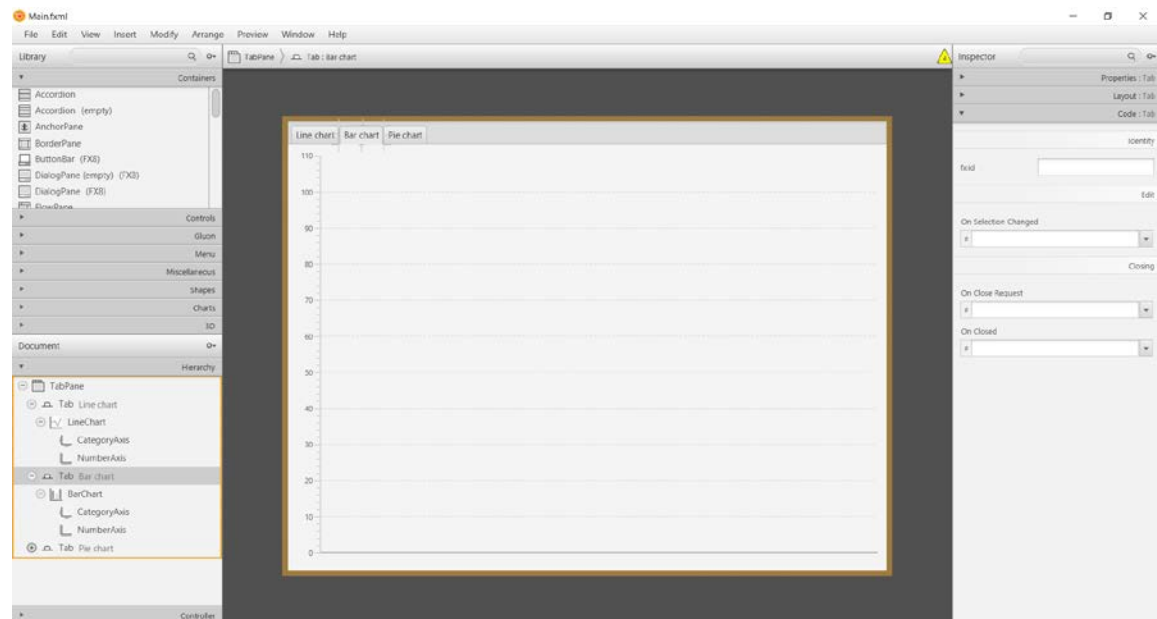 Main.fxml
File Edit View Insert Modify Arrange Preview Window Help
Library
TabPane Tab : Bar chart
Inspector
Containers
Accordion
Accordion (empty)
AnchorPane
BorderPane
ButtonBar (FX8)
DialogPane (empty) (FX8)
DialogPane (FX8)
FlowPane
Controls
Gluon
Menu
Miscellaneous
Shapes
Charts
3D
Document
Hierarchy
TabPane
Tab Line chart
LineChart
CategoryAxis
NumberAxis
Tab Bar chart
BarChart
CategoryAxis
NumberAxis
Tab Pie chart
Controller
Line chart Bar chart Pie chart
110
100
90
80
70
60
50
40
30
20
10
0
Properties : Tab
Layout : Tab
Code : Tab
Identity
fx:id
Edit
On Selection Changed
#
Closing
On Close Request
#
On Closed
#